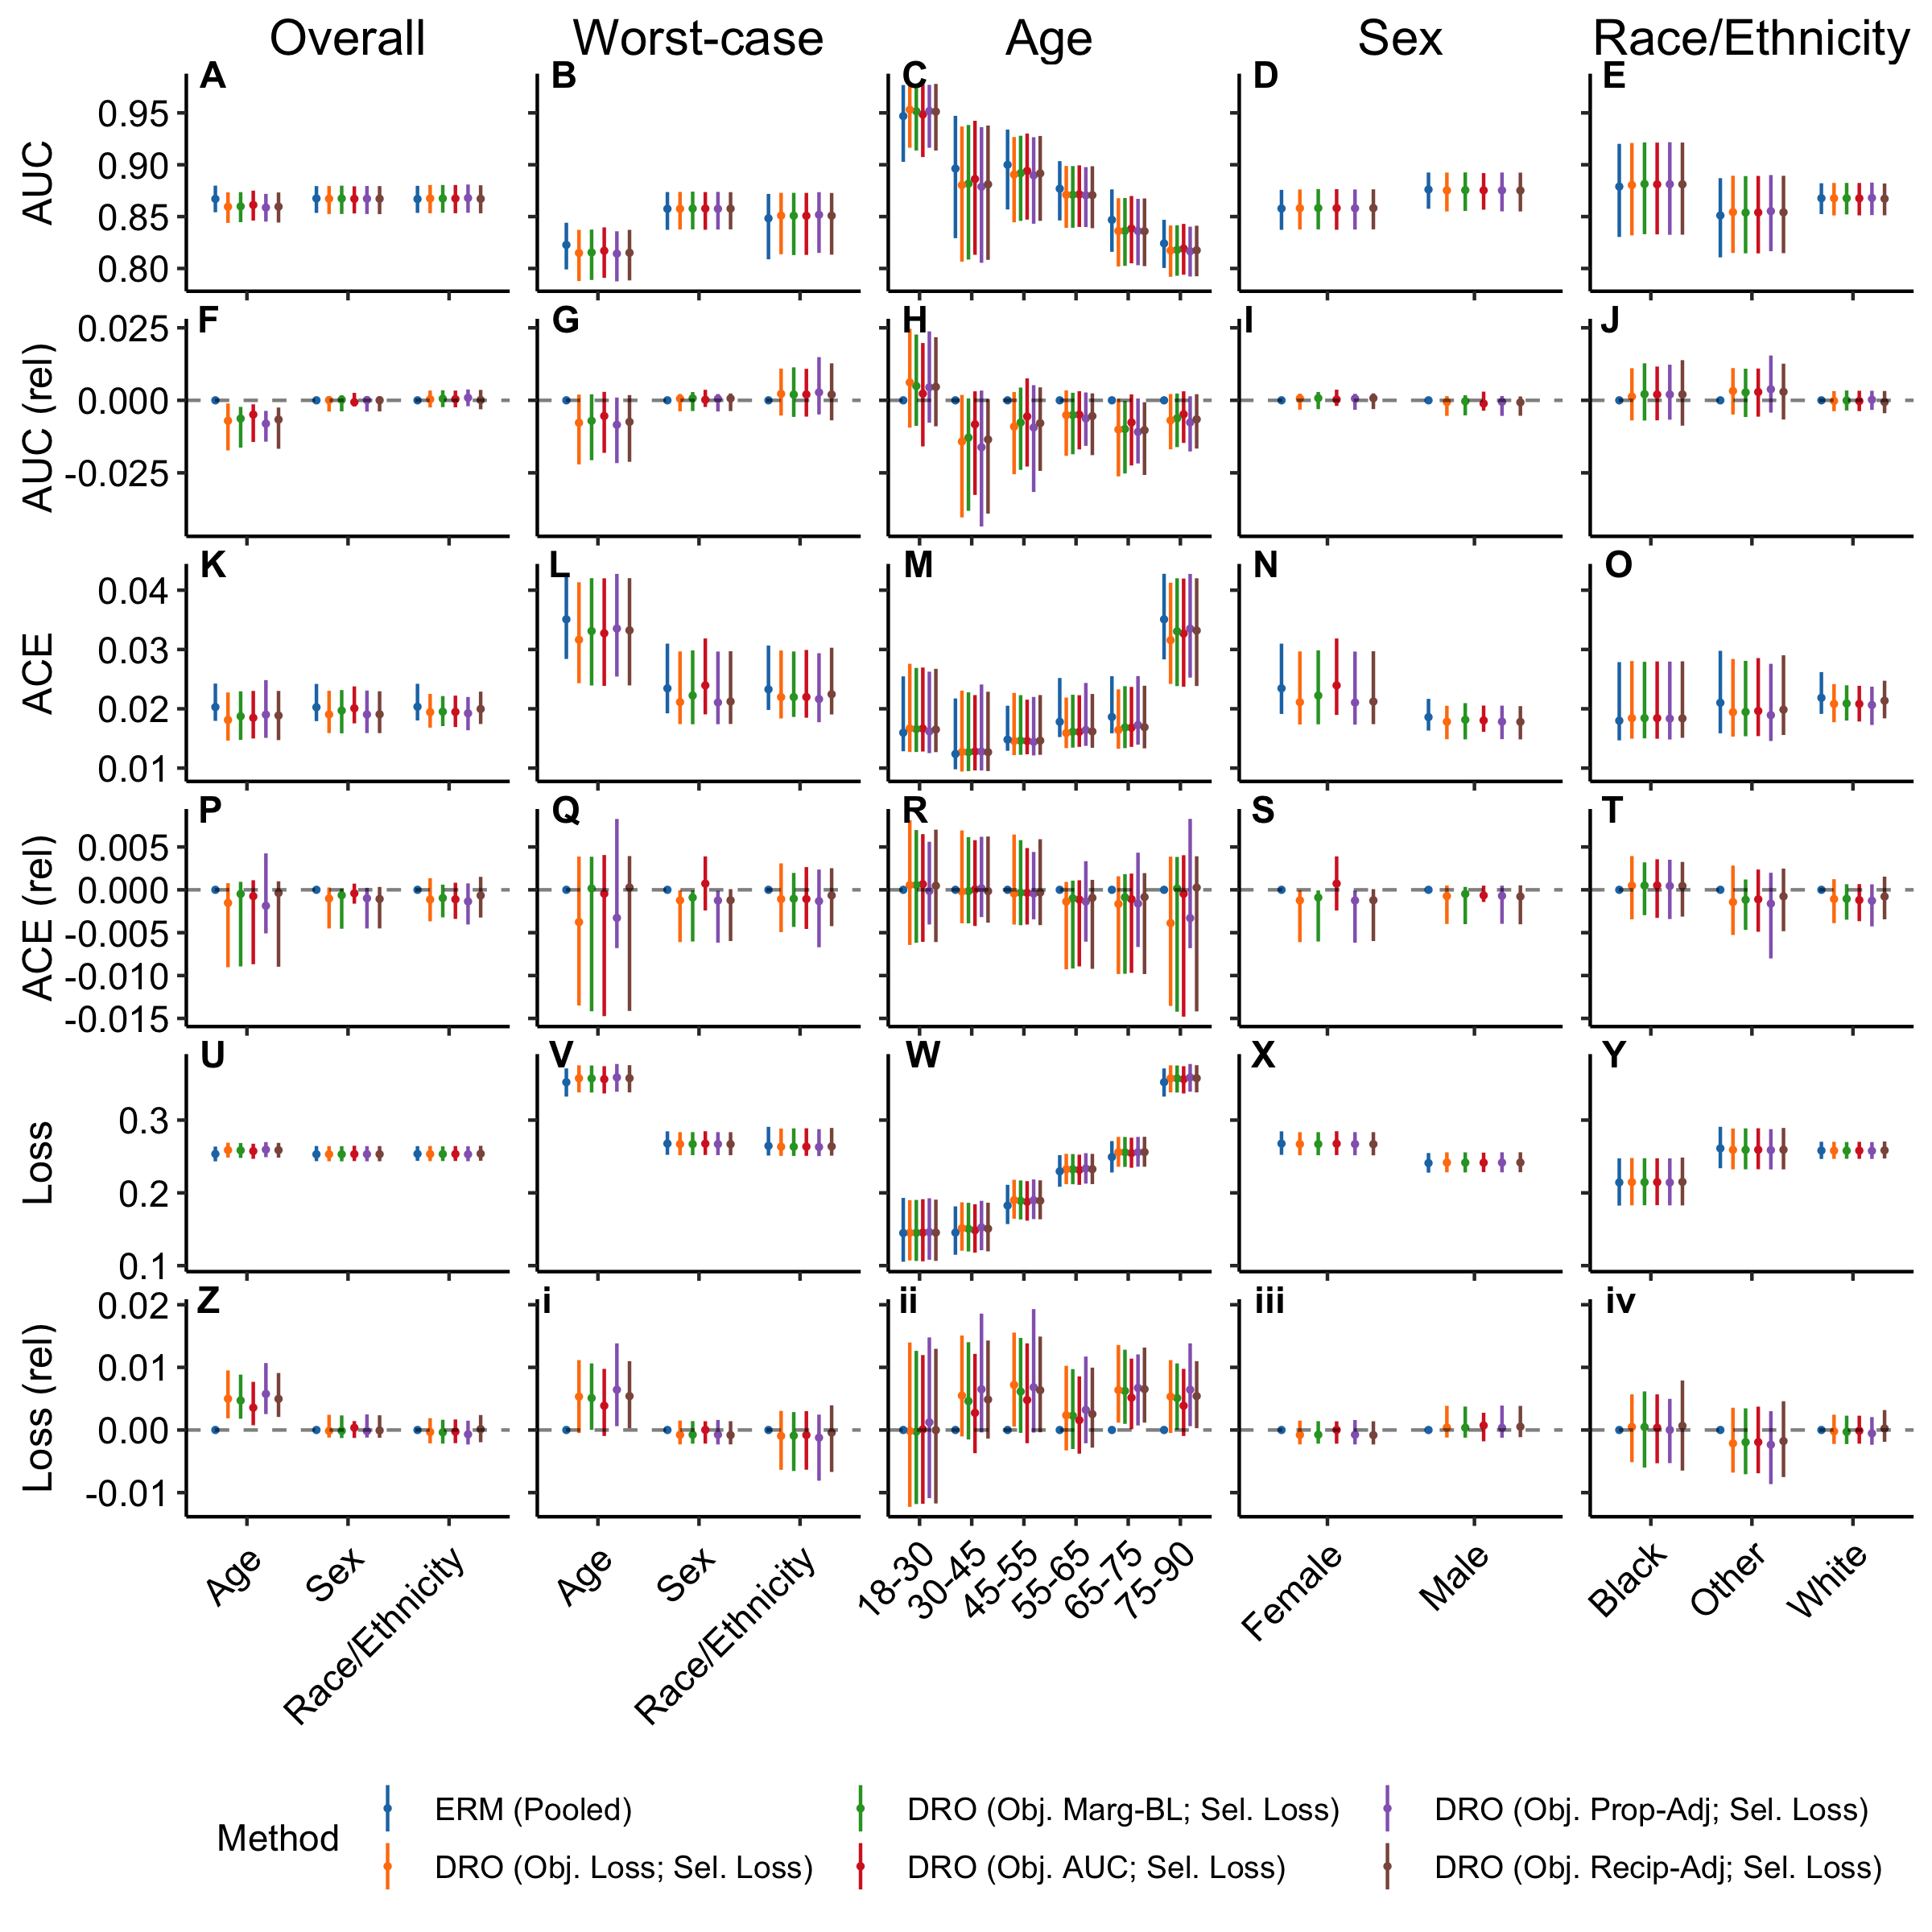 Overall Worst-case Age Sex Race/Ethnicity
A B C D E
AUC
0.95
0.90
0.85
0.80
F G H I J
AUC (rel)
0.025
0.000
-0.025
K L M N O
ACE
0.04
0.03
0.02
0.01
P Q R S T
ACE (rel)
0.005
0.000
-0.005
-0.010
-0.015
U V W X Y
Loss
0.3
0.2
0.1
Z i ii iii iv
Loss (rel)
0.02
0.01
0.00
-0.01
Age Sex Race/Ethnicity Age Sex Race/Ethnicity 18-30 30-45 45-55 55-65 65-75 75-90 Female Male Black Other White
Method
ERM (Pooled) DRO (Obj. Marg-BL; Sel. Loss) DRO (Obj. Prop-Adj; Sel. Loss)
DRO (Obj. Loss; Sel. Loss) DRO (Obj. AUC; Sel. Loss) DRO (Obj. Recip-Adj; Sel. Loss)